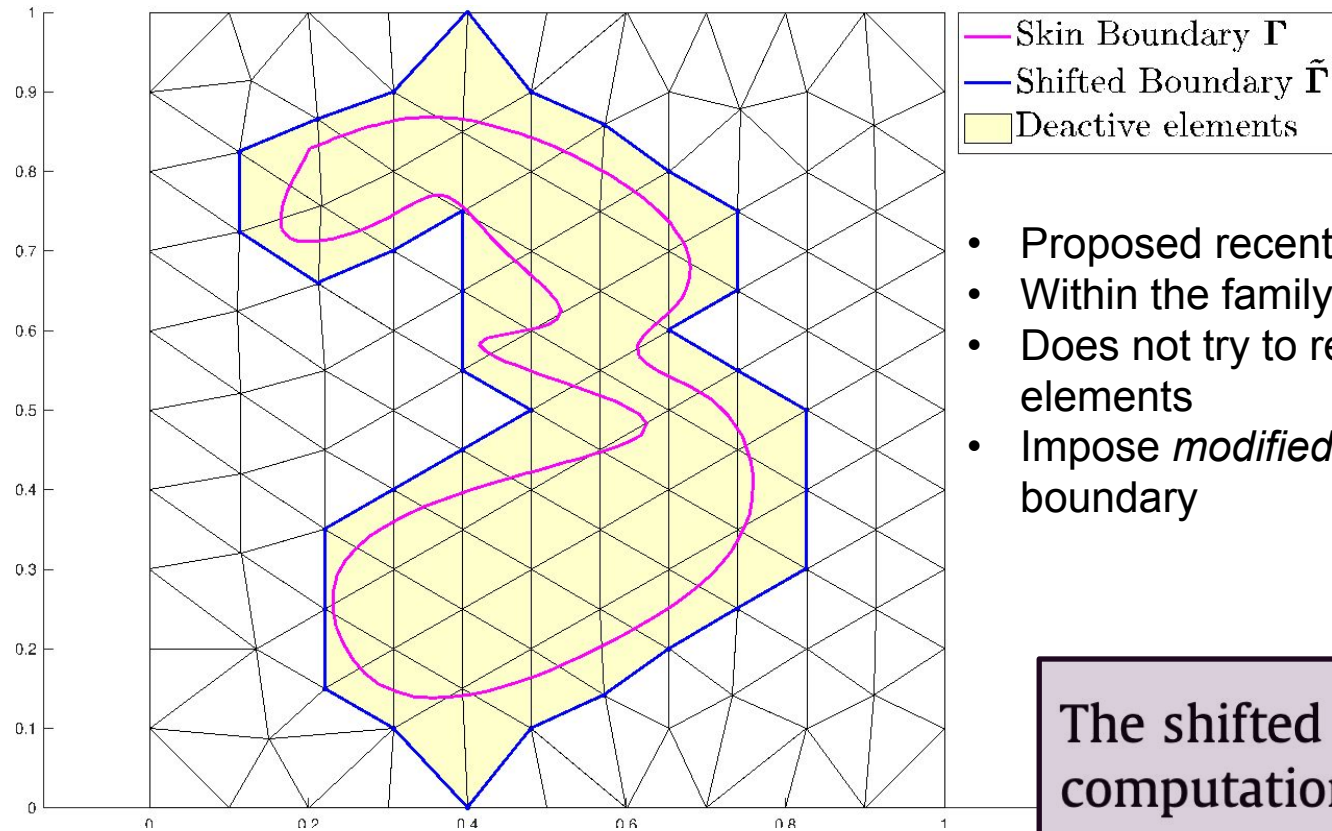 1
0.9
0.8
0.7
0.6
0.5
0.4
0.3
0.2
0.1
0
0 0.2 0.4 0.6 0.8 1
Skin Boundary Γ
Shifted Boundary Γ̃
Deactive elements
• Proposed recent
• Within the family
• Does not try to re
elements
• Impose modified
boundary
The shifted
computation